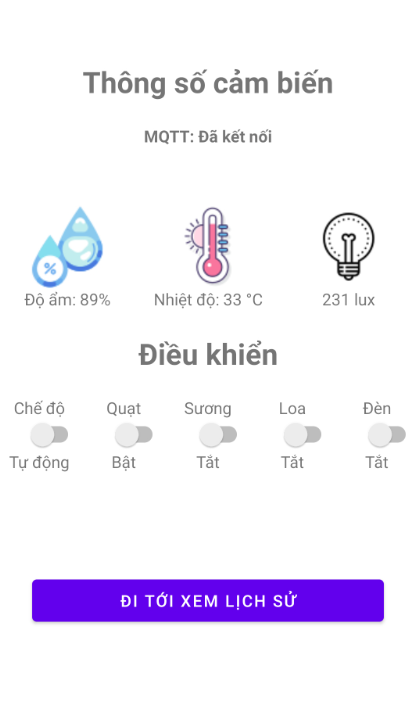 Thông số cảm biến
MQTT: Đã kết nối
%
Độ ẩm: 89% Nhiệt độ: 33 °C 231 lux
Điều khiển
Chế độ Quạt Sương Loa Đèn
Tự động Bật Tắt Tắt Tắt
ĐI TỚI XEM LỊCH SỬ